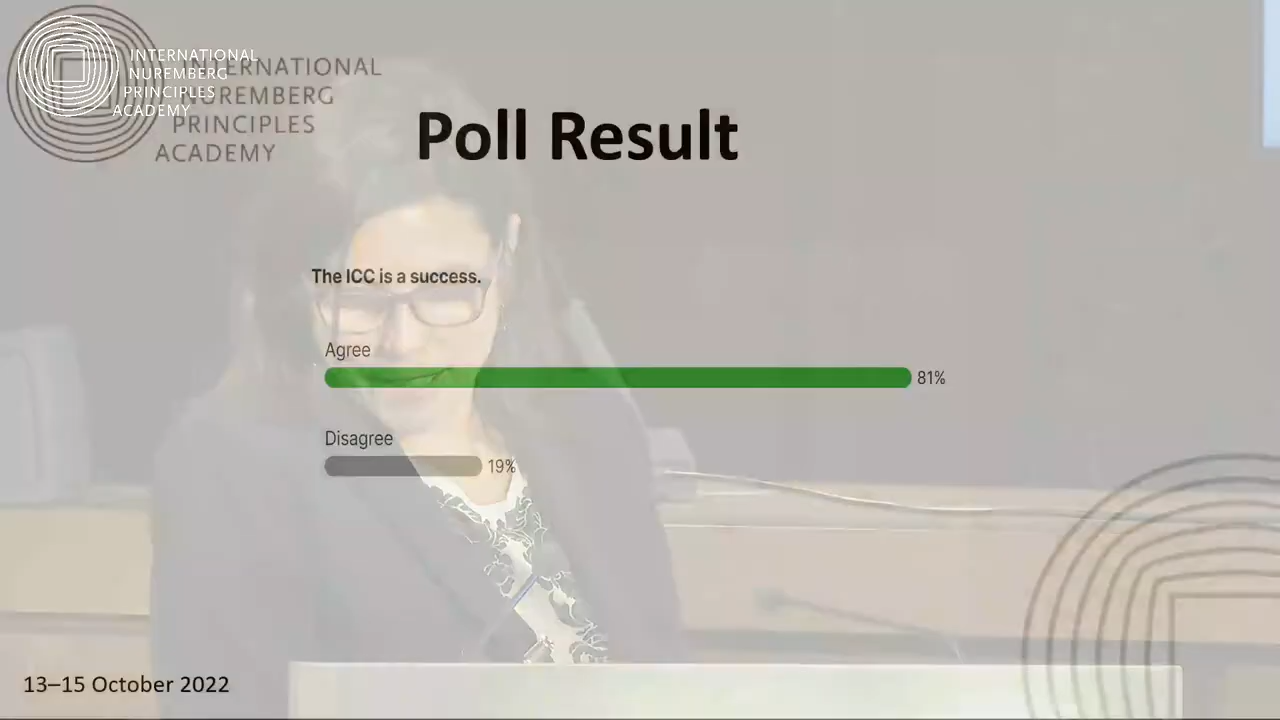 INTERNATIONAL
NUREMBERG
PRINCIPLES
ACADEMY
INTERNATIONAL
NUREMBERG
PRINCIPLES
ACADEMY
Poll Result
The ICC is a success.
Agree
81%
Disagree
19%
13–15 October 2022